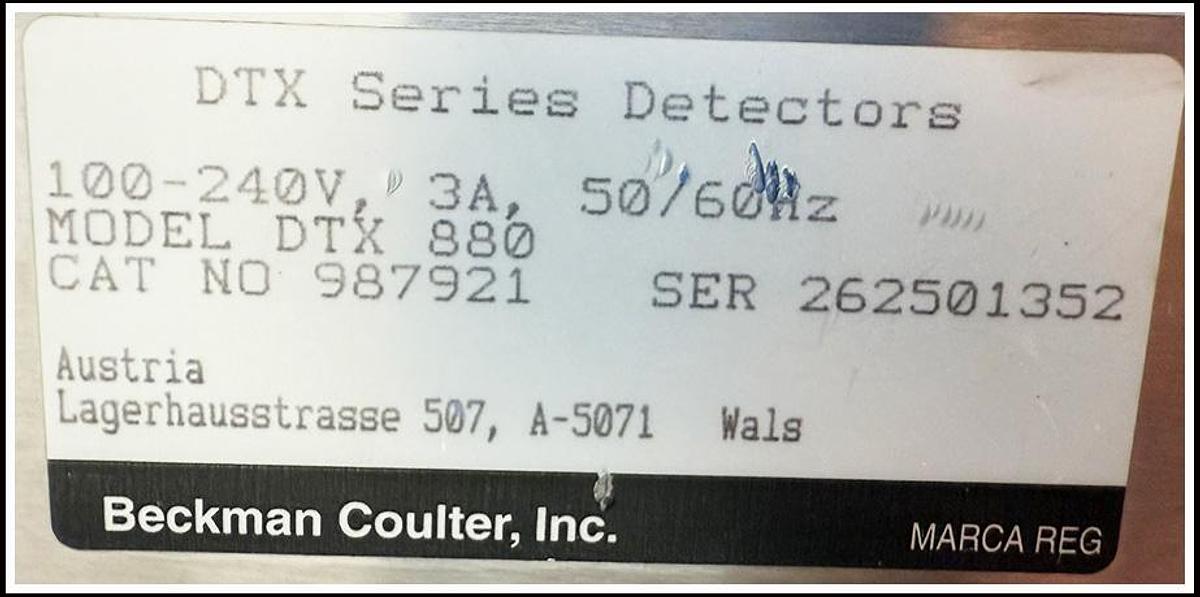 DTX Series Detectors
100-240V, 3A, 50/60Hz
MODEL DTX 880
CAT NO 987921 SER 262501352
Austria
Lagerhausstrasse 507, A-5071 Wals
Beckman Coulter, Inc. MARCA REG